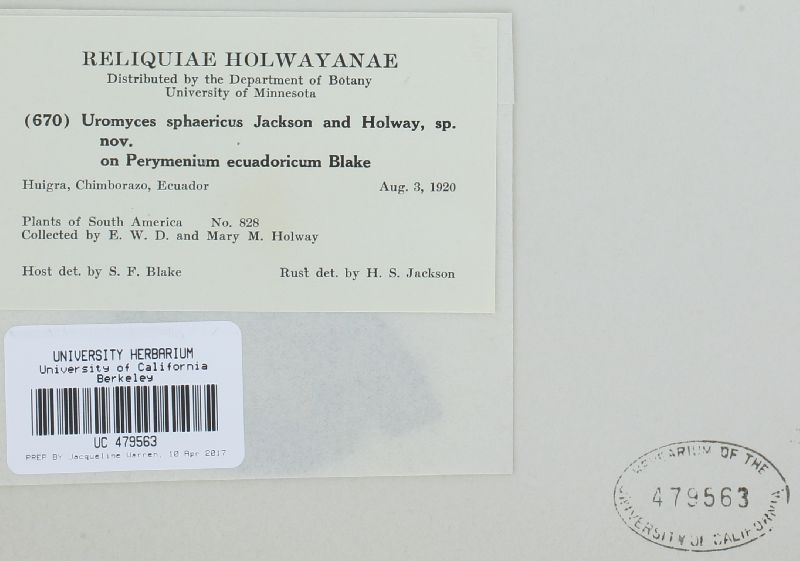 RELIQUIAE HOLWAYANAE
Distributed by the Department of Botany
University of Minnesota
(670) Uromyces sphaericus Jackson and Holway, sp.
nov.
on Perymenium ecuadoricum Blake
Huigra, Chimborazo, Ecuador Aug. 3, 1920
Plants of South America No. 828
Collected by E. W. D. and Mary M. Holway
Host det. by S. F. Blake Rust det. by H. S. Jackson
UNIVERSITY HERBARIUM
University of California
Berkeley
UC 479563
PREP BY Jacqueline Warren, 10 Apr 2017
HERBARIUM OF THE
479563
UNIVERSITY OF CALIFORNIA